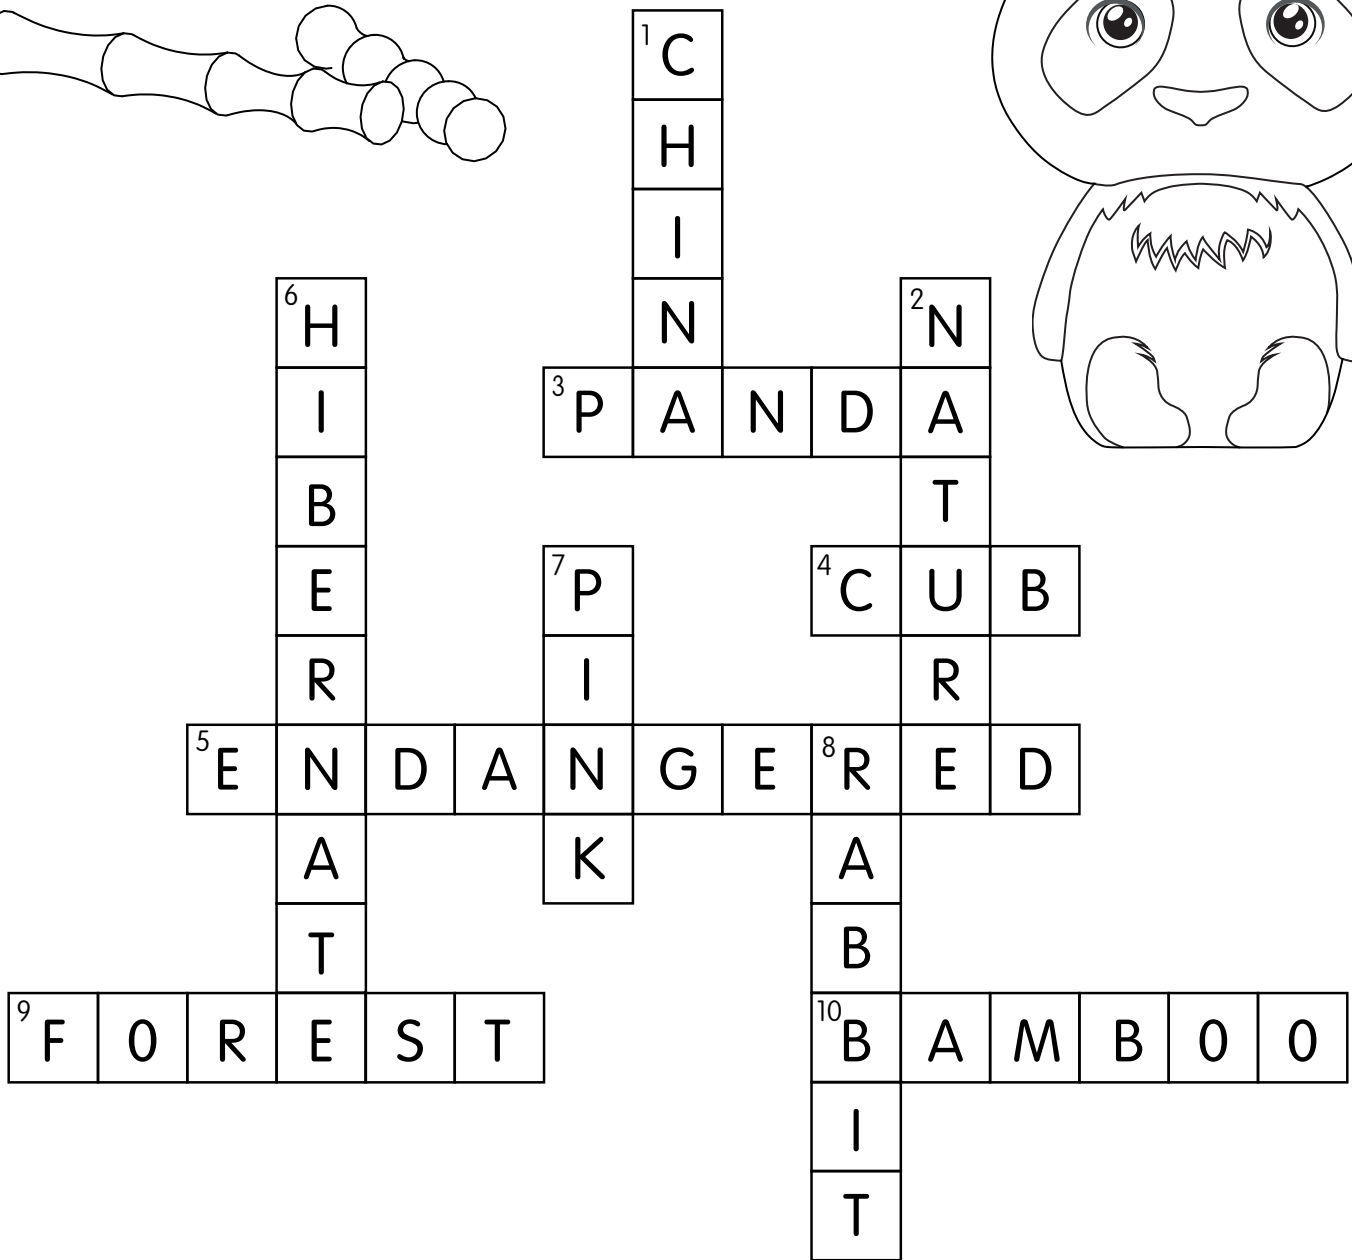 1 C
H
I
6 H N 2 N
I 3 P A N D A
B T
E 7 P 4 C U B
R I R
5 E N D A N G E 8 R E D
A K A
T B
9 F O R E S T 10 B A M B O O
I
T